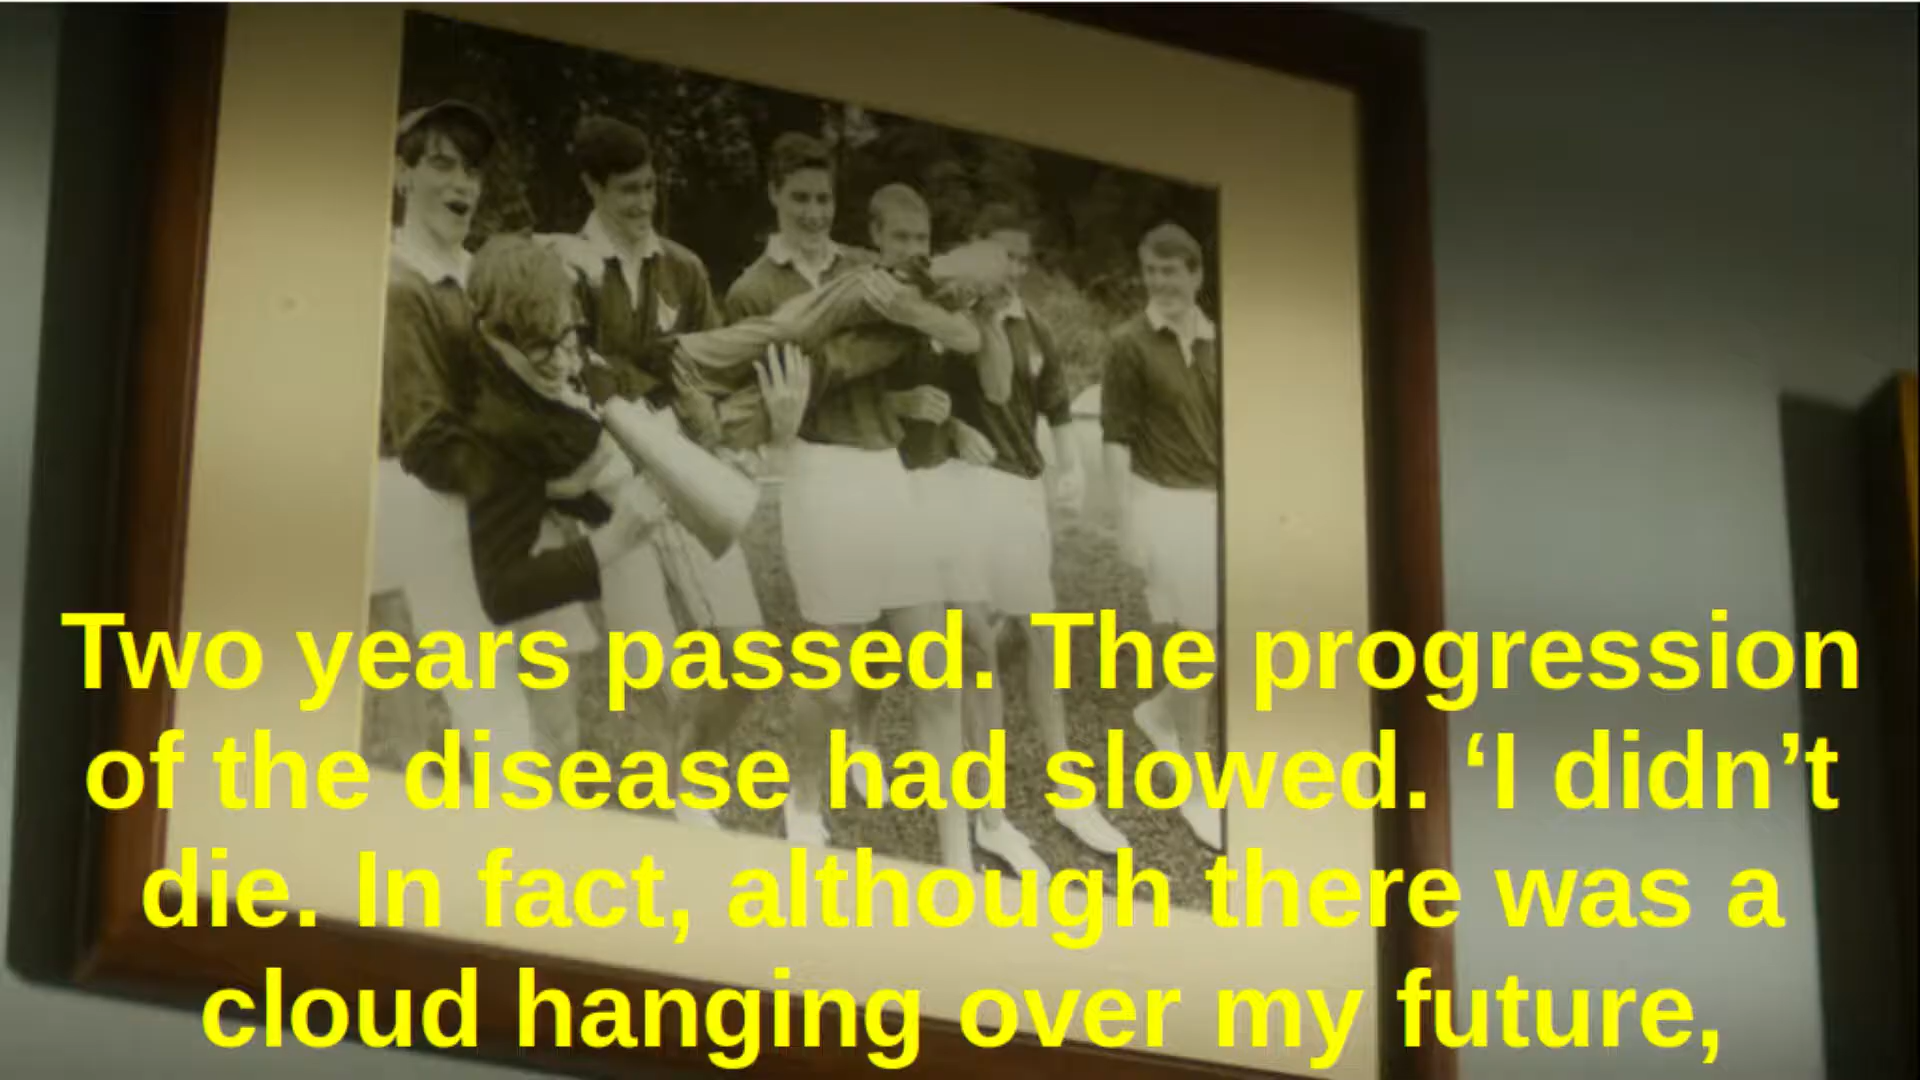 Two years passed. The progression
of the disease had slowed. ‘I didn’t
die. In fact, although there was a
cloud hanging over my future,